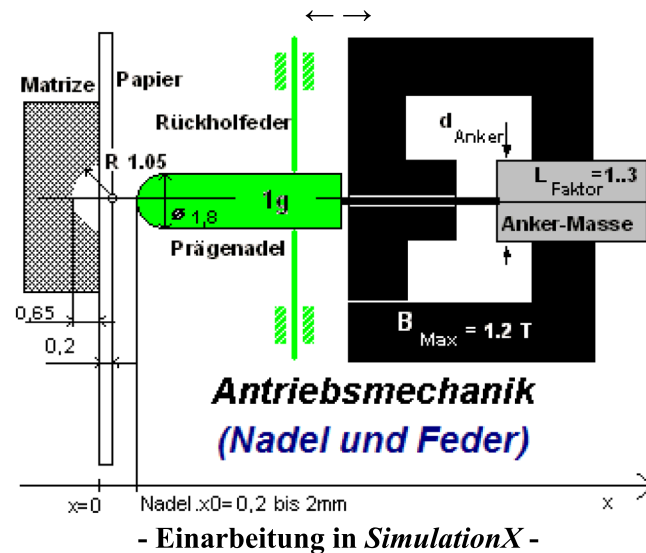 ← →
Matrize
Papier
Rückholfeder
d Anker
R 1.05
L Faktor =1..3
1g
ø 1,8
Anker-Masse
Prägenadel
0,65
0,2
B Max = 1.2 T
Antriebsmechanik
(Nadel und Feder)
x=0
Nadel.x0=0,2 bis 2mm
x
- Einarbeitung in SimulationX -